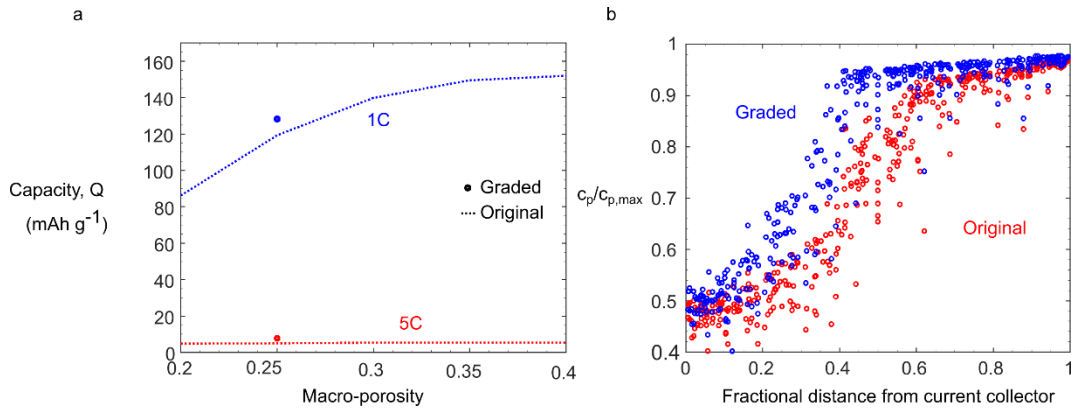 a
160
140
120
100
80
60
40
20
0
0.2
0.25
0.3
0.35
0.4
Capacity, Q
(mAh g-1)
Macro-porosity
1C
5C
Graded
Original
b
1
0.9
0.8
0.7
0.6
0.5
0.4
0
0.2
0.4
0.6
0.8
1
cp/cp,max
Fractional distance from current collector
Graded
Original